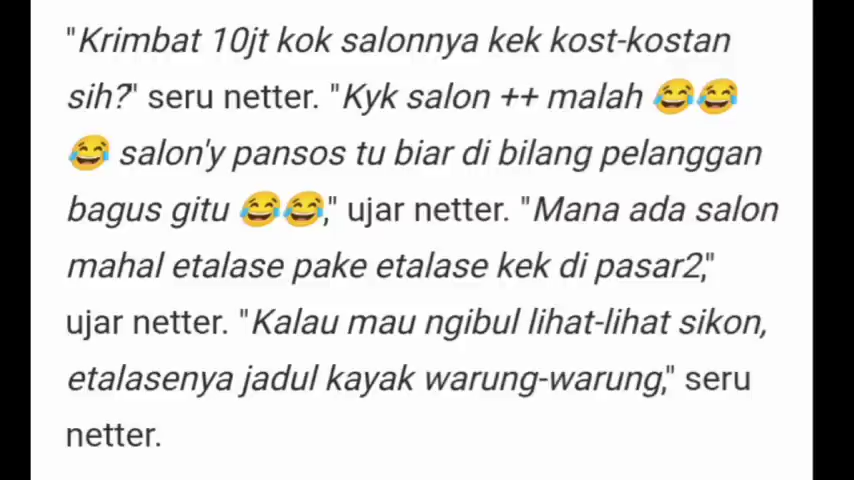 "Krimbat 10jt kok salonnya kek kost-kostan
sih?" seru netter. "Kyk salon ++ malah 😂😂
😂 salon'y pansos tu biar di bilang pelanggan
bagus gitu 😂😂," ujar netter. "Mana ada salon
mahal etalase pake etalase kek di pasar2,"
ujar netter. "Kalau mau ngibul lihat-lihat sikon,
etalasenya jadul kayak warung-warung," seru
netter.